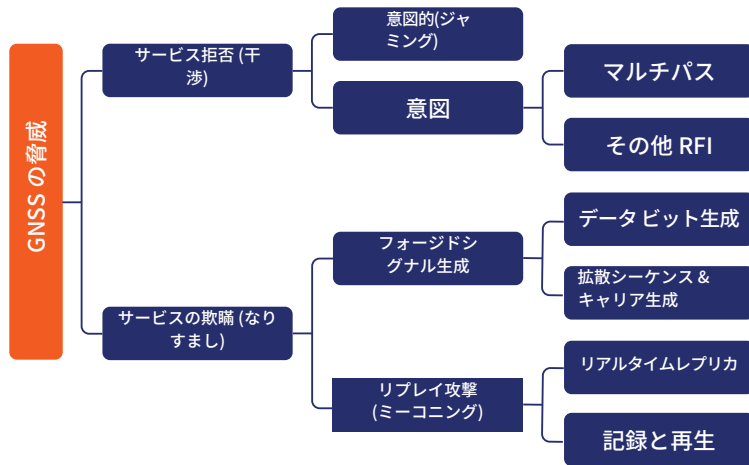 GNSS の脅威
サービス拒否 (干
渉)
意図的(ジャ
ミング)
意図
マルチパス
その他 RFI
サービスの欺瞞 (なり
すまし)
フォージドシ
グナル生成
データ ビット生成
拡散シーケンス &
キャリア生成
リプレイ攻撃
(ミーコニング)
リアルタイムレプリカ
記録と再生